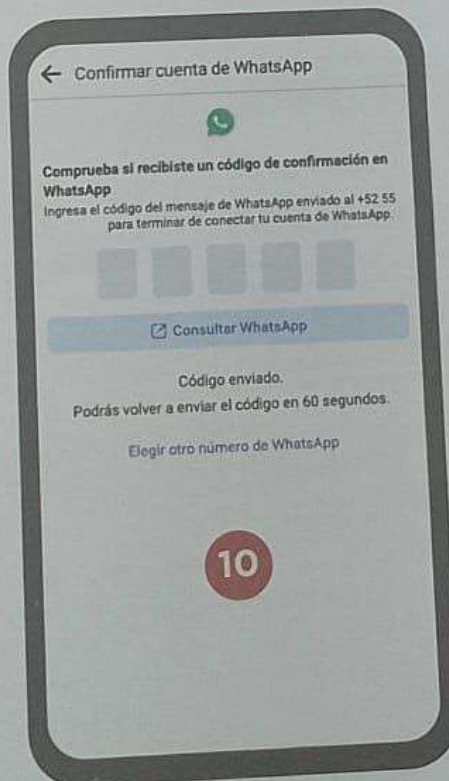 ← Confirmar cuenta de WhatsApp
Comprueba si recibiste un código de confirmación en
WhatsApp
Ingresa el código del mensaje de WhatsApp enviado al +52 55
para terminar de conectar tu cuenta de WhatsApp.
Consultar WhatsApp
Código enviado.
Podrás volver a enviar el código en 60 segundos.
Elegir otro número de WhatsApp
10